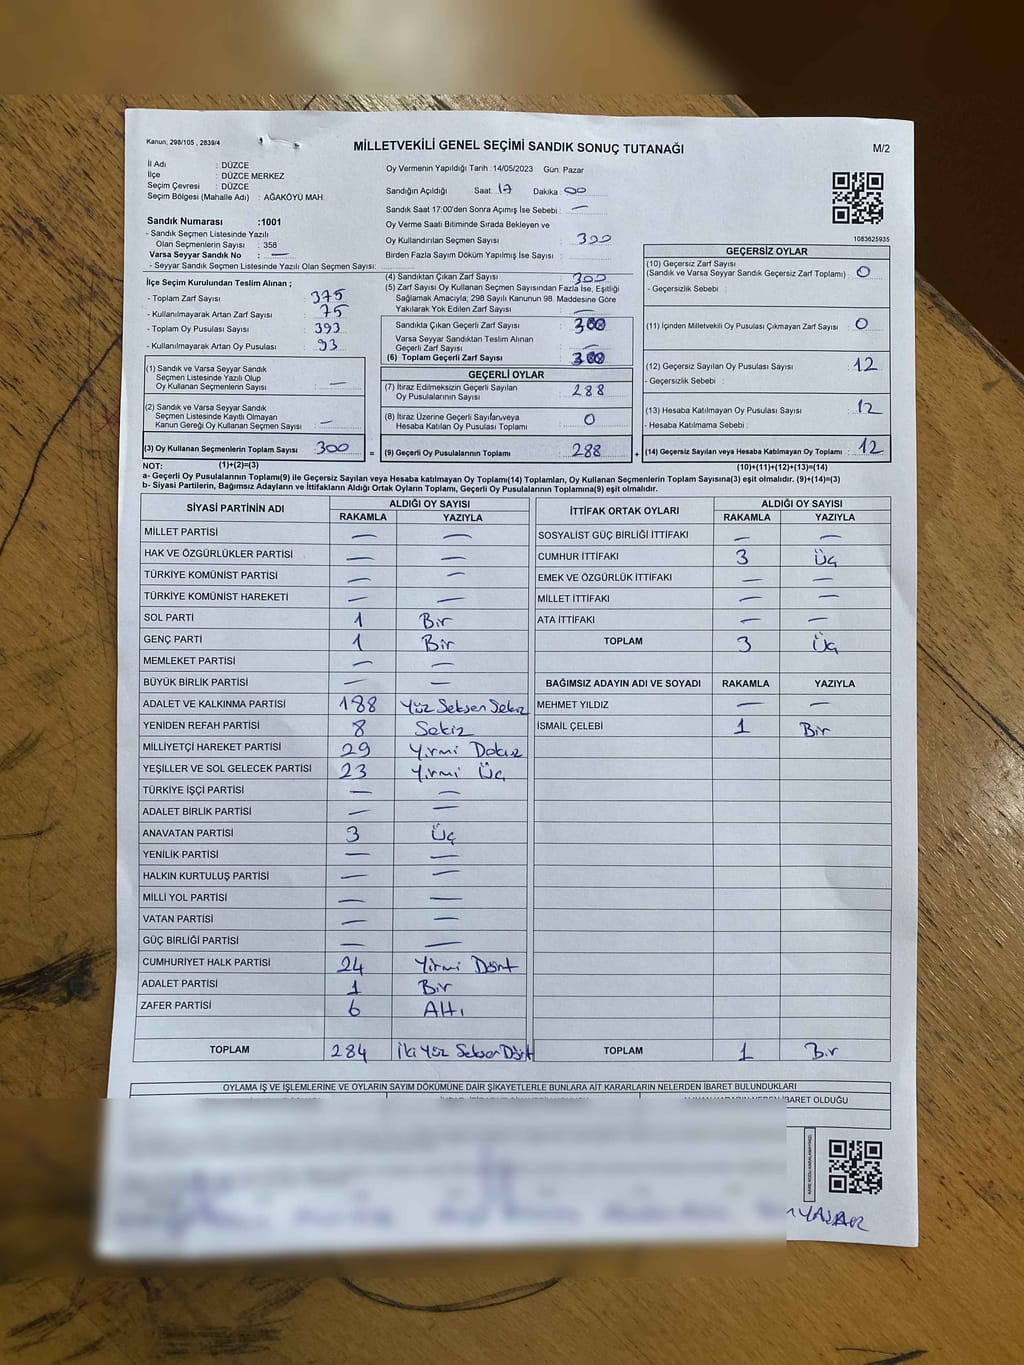 Kanun, 298/105 , 2839/4
MİLLETVEKİLİ GENEL SEÇİMİ SANDIK SONUÇ TUTANAĞI
M/2
İl Adı : DÜZCE
İlçe : DÜZCE MERKEZ
Seçim Çevresi : DÜZCE
Seçim Bölgesi (Mahalle Adı) : AĞAKÖYÜ MAH.
Sandık Numarası :1001
- Sandık Seçmen Listesinde Yazılı
Olan Seçmenlerin Sayısı : 358
Varsa Seyyar Sandık No : —
- Seyyar Sandık Seçmen Listesinde Yazılı Olan Seçmen Sayısı:
İlçe Seçim Kurulundan Teslim Alınan ;
- Toplam Zarf Sayısı : 375
- Kullanılmayarak Artan Zarf Sayısı : 75
- Toplam Oy Pusulası Sayısı : 393
- Kullanılmayarak Artan Oy Pusulası : 93
(1) Sandık ve Varsa Seyyar Sandık
Seçmen Listesinde Yazılı Olup
Oy Kullanan Seçmenlerin Sayısı : —
(2) Sandık ve Varsa Seyyar Sandık
Seçmen Listesinde Kayıtlı Olmayan
Kanun Gereği Oy Kullanan Seçmen Sayısı : —
(3) Oy Kullanan Seçmenlerin Toplam Sayısı : 300
Oy Vermenin Yapıldığı Tarih :14/05/2023 Gün: Pazar
Sandığın Açıldığı Saat: 17 Dakika: 00
Sandık Saat 17:00'den Sonra Açımış İse Sebebi : —
Oy Verme Saati Bitiminde Sırada Bekleyen ve
Oy Kullandırılan Seçmen Sayısı : 300
Birden Fazla Sayım Döküm Yapılmış İse Sayısı :
(4) Sandıktan Çıkan Zarf Sayısı : 300
(5) Zarf Sayısı Oy Kullanan Seçmen Sayısından Fazla İse, Eşitliği
Sağlamak Amacıyla, 298 Sayılı Kanunun 98. Maddesine Göre
Yakılarak Yok Edilen Zarf Sayısı : —
Sandıkta Çıkan Geçerli Zarf Sayısı : 300
Varsa Seyyar Sandıktan Teslim Alınan
Geçerli Zarf Sayısı : —
(6) Toplam Geçerli Zarf Sayısı : 300
GEÇERLİ OYLAR
(7) İtiraz Edilmeksizin Geçerli Sayılan
Oy Pusulalarının Sayısı : 288
(8) İtiraz Üzerine Geçerli Sayılan veya
Hesaba Katılan Oy Pusulası Toplamı : 0
= (9) Geçerli Oy Pusulalarının Toplamı : 288
1083625935
GEÇERSİZ OYLAR
(10) Geçersiz Zarf Sayısı
(Sandık ve Varsa Seyyar Sandık Geçersiz Zarf Toplamı) : 0
- Geçersizlik Sebebi :
(11) İçinden Milletvekili Oy Pusulası Çıkmayan Zarf Sayısı : 0
(12) Geçersiz Sayılan Oy Pusulası Sayısı : 12
- Geçersizlik Sebebi :
(13) Hesaba Katılmayan Oy Pusulası Sayısı : 12
- Hesaba Katılmama Sebebi :
+ (14) Geçersiz Sayılan veya Hesaba Katılmayan Oy Toplamı : 12
NOT: (1)+(2)=(3) (10)+(11)+(12)+(13)=(14)
a- Geçerli Oy Pusulalarının Toplamı(9) ile Geçersiz Sayılan veya Hesaba katılmayan Oy Toplamı(14) Toplamları, Oy Kullanan Seçmenlerin Toplam Sayısına(3) eşit olmalıdır. (9)+(14)=(3)
b- Siyasi Partilerin, Bağımsız Adayların ve İttifakların Aldığı Ortak Oyların Toplamı, Geçerli Oy Pusulalarının Toplamına(9) eşit olmalıdır.
SİYASİ PARTİNİN ADI ALDIĞI OY SAYISI
RAKAMLA YAZIYLA
MİLLET PARTİSİ — —
HAK VE ÖZGÜRLÜKLER PARTİSİ — —
TÜRKİYE KOMÜNİST PARTİSİ — —
TÜRKİYE KOMÜNİST HAREKETİ — —
SOL PARTİ 1 Bir
GENÇ PARTİ 1 Bir
MEMLEKET PARTİSİ — —
BÜYÜK BİRLİK PARTİSİ — —
ADALET VE KALKINMA PARTİSİ 188 Yüz Seksen Sekiz
YENİDEN REFAH PARTİSİ 8 Sekiz
MİLLİYETÇİ HAREKET PARTİSİ 29 Yirmi Dokuz
YEŞİLLER VE SOL GELECEK PARTİSİ 23 Yirmi Üç
TÜRKİYE İŞÇİ PARTİSİ — —
ADALET BİRLİK PARTİSİ — —
ANAVATAN PARTİSİ 3 Üç
YENİLİK PARTİSİ — —
HALKIN KURTULUŞ PARTİSİ — —
MİLLİ YOL PARTİSİ — —
VATAN PARTİSİ — —
GÜÇ BİRLİĞİ PARTİSİ — —
CUMHURİYET HALK PARTİSİ 24 Yirmi Dört
ADALET PARTİSİ 1 Bir
ZAFER PARTİSİ 6 Altı
TOPLAM 284 İki Yüz Seksen Dört
İTTİFAK ORTAK OYLARI ALDIĞI OY SAYISI
RAKAMLA YAZIYLA
SOSYALİST GÜÇ BİRLİĞİ İTTİFAKI — —
CUMHUR İTTİFAKI 3 Üç
EMEK VE ÖZGÜRLÜK İTTİFAKI — —
MİLLET İTTİFAKI — —
ATA İTTİFAKI — —
TOPLAM 3 Üç
BAĞIMSIZ ADAYIN ADI VE SOYADI RAKAMLA YAZIYLA
MEHMET YILDIZ — —
İSMAİL ÇELEBİ 1 Bir
TOPLAM 1 Bir
OYLAMA İŞ VE İŞLEMLERİNE VE OYLARIN SAYIM DÖKÜMÜNE DAİR ŞİKAYETLERLE BUNLARA AİT KARARLARIN NELERDEN İBARET BULUNDUKLARI